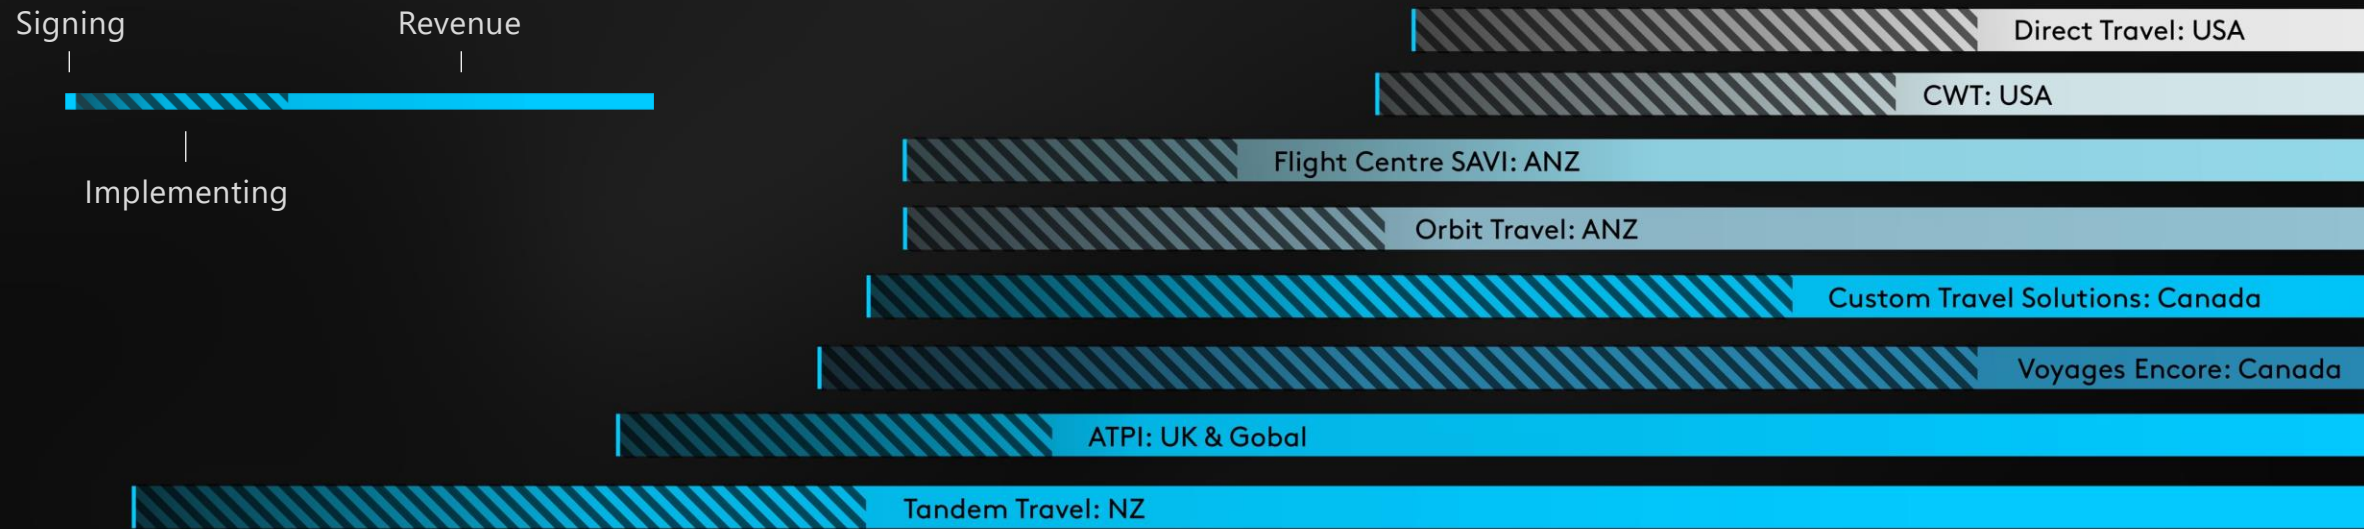 Signing
Revenue
Implementing
Direct Travel: USA
CWT: USA
Flight Centre SAVI: ANZ
Orbit Travel: ANZ
Custom Travel Solutions: Canada
Voyages Encore: Canada
ATPI: UK & Gobal
Tandem Travel: NZ